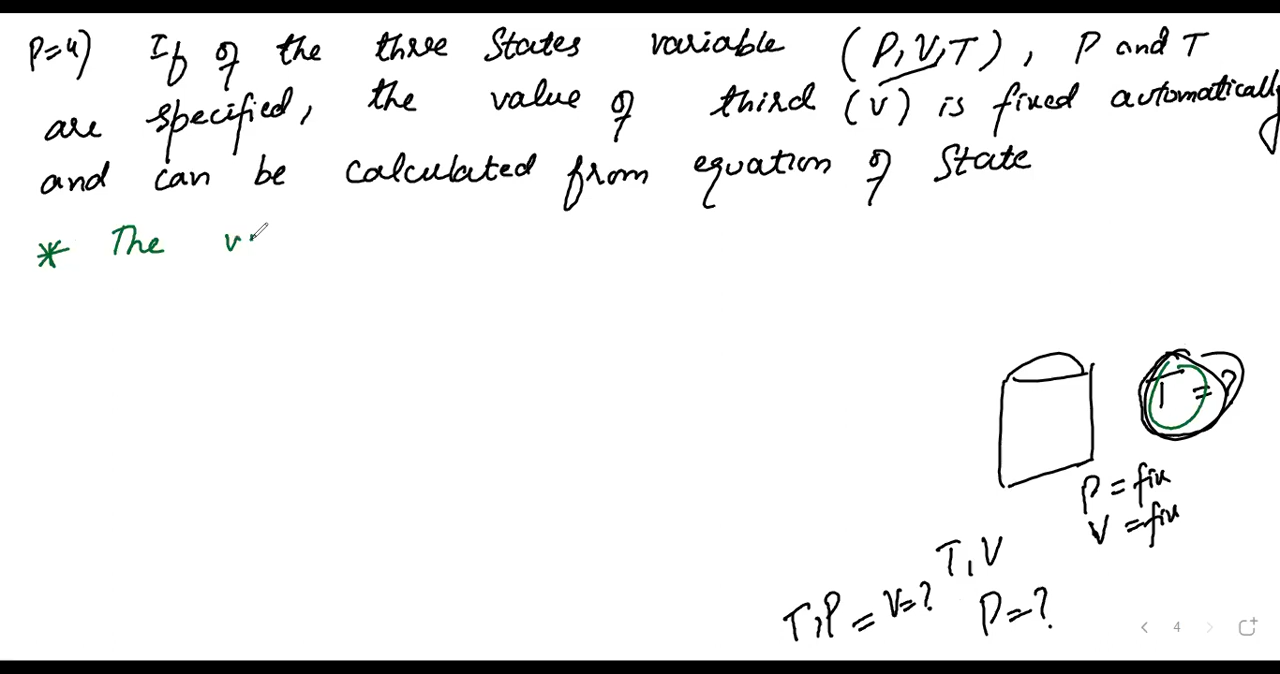 P=4) If of the three States variable (P,V,T), P and T
are specified, the value of third (V) is fixed automatically
and can be calculated from equation of State
* The v
T = ?
P = fix
V = fix
T, V
T, P = V=? P=?
4